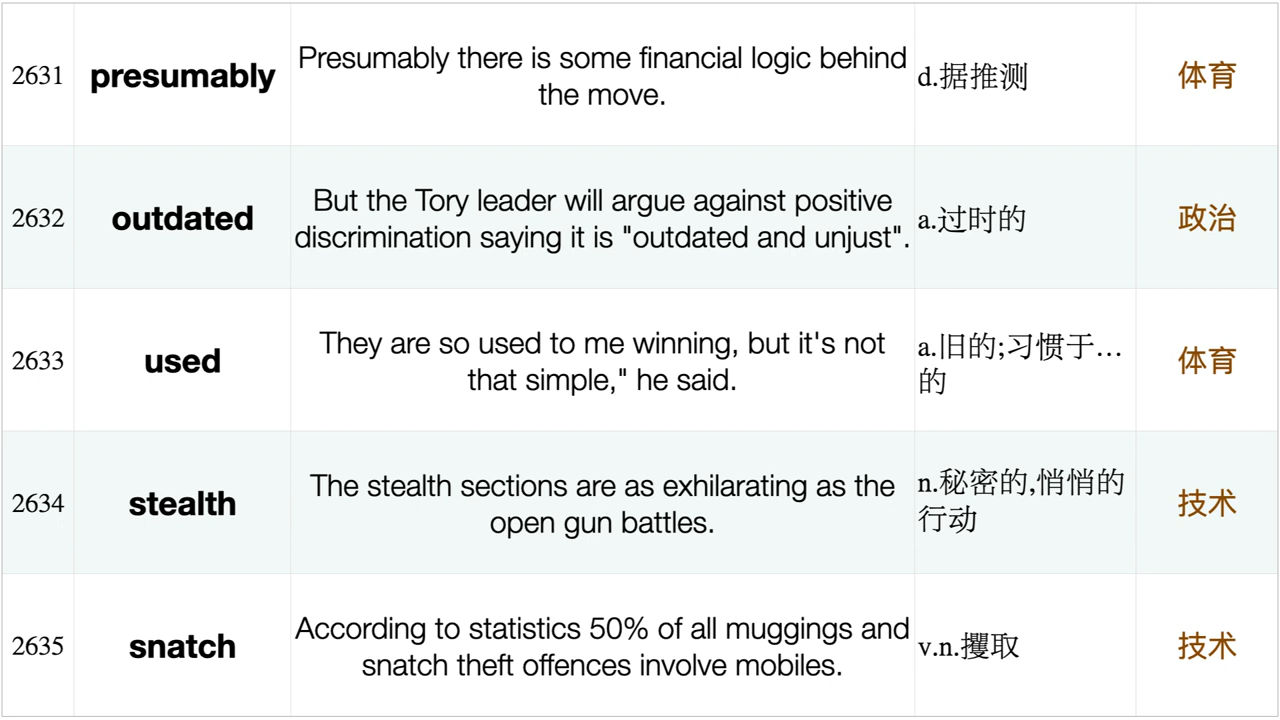 2631 presumably Presumably there is some financial logic behind
the move. d.据推测 体育
2632 outdated But the Tory leader will argue against positive
discrimination saying it is "outdated and unjust". a.过时的 政治
2633 used They are so used to me winning, but it's not
that simple," he said. a.旧的;习惯于…
的 体育
2634 stealth The stealth sections are as exhilarating as the
open gun battles. n.秘密的,悄悄的
行动 技术
2635 snatch According to statistics 50% of all muggings and
snatch theft offences involve mobiles. v.n.攫取 技术